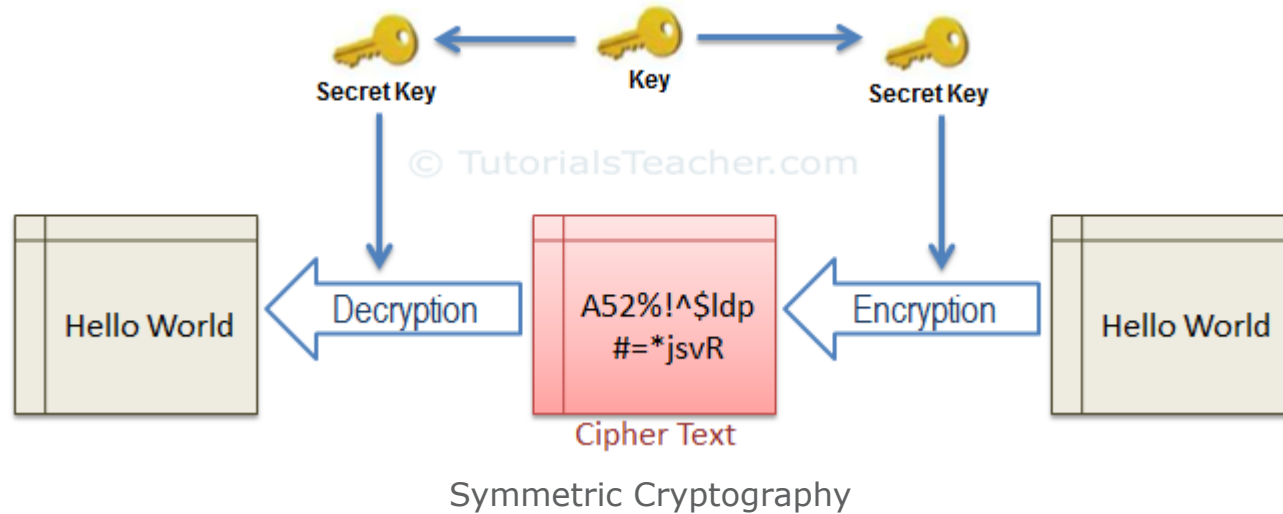 Key
Secret Key
Secret Key
© TutorialsTeacher.com
Hello World
Decryption
A52%!^$ldp
#=*jsvR
Encryption
Hello World
Cipher Text
Symmetric Cryptography